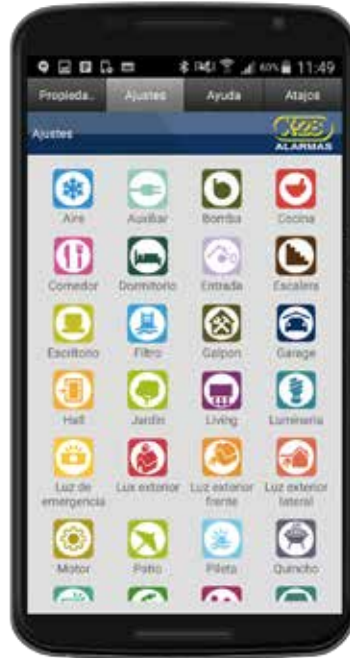 60% 11:49
Propieda.. Ajustes Ayuda Atajos
Ajustes
X-28
ALARMAS
Aire Auxiliar Bomba Cocina
Comedor Dormitorio Entrada Escalera
Escritorio Filtro Galpon Garage
Hall Jardin Living Luminaria
Luz de emergencia Lux exterior Luz exterior frente Luz exterior lateral
Motor Patio Pileta Quincho